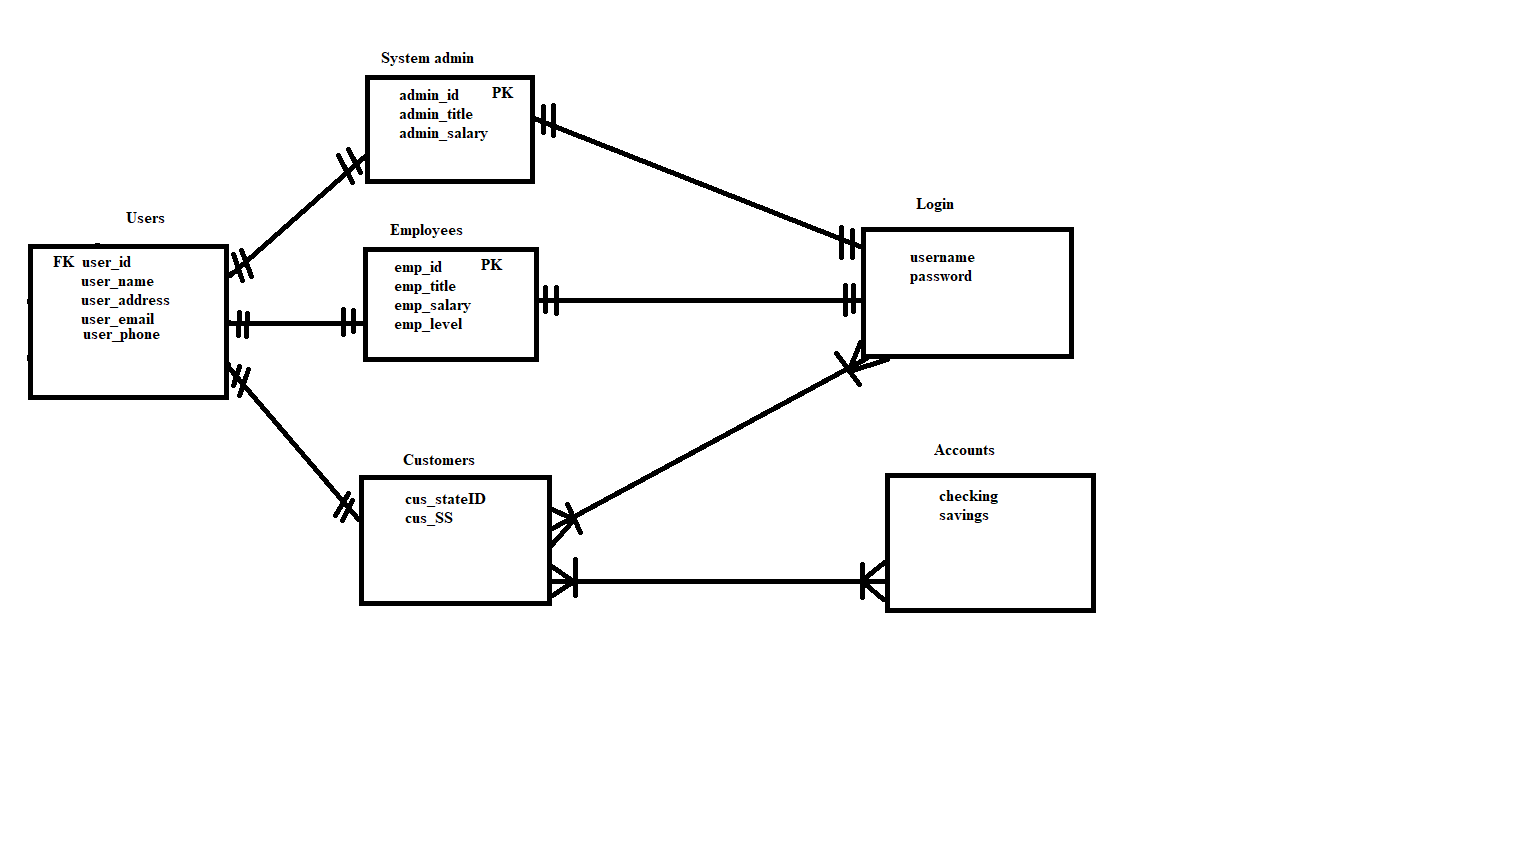 System admin
admin_id PK
admin_title
admin_salary
Users
FK user_id
user_name
user_address
user_email
user_phone
Employees
emp_id PK
emp_title
emp_salary
emp_level
Login
username
password
Customers
cus_stateID
cus_SS
Accounts
checking
savings